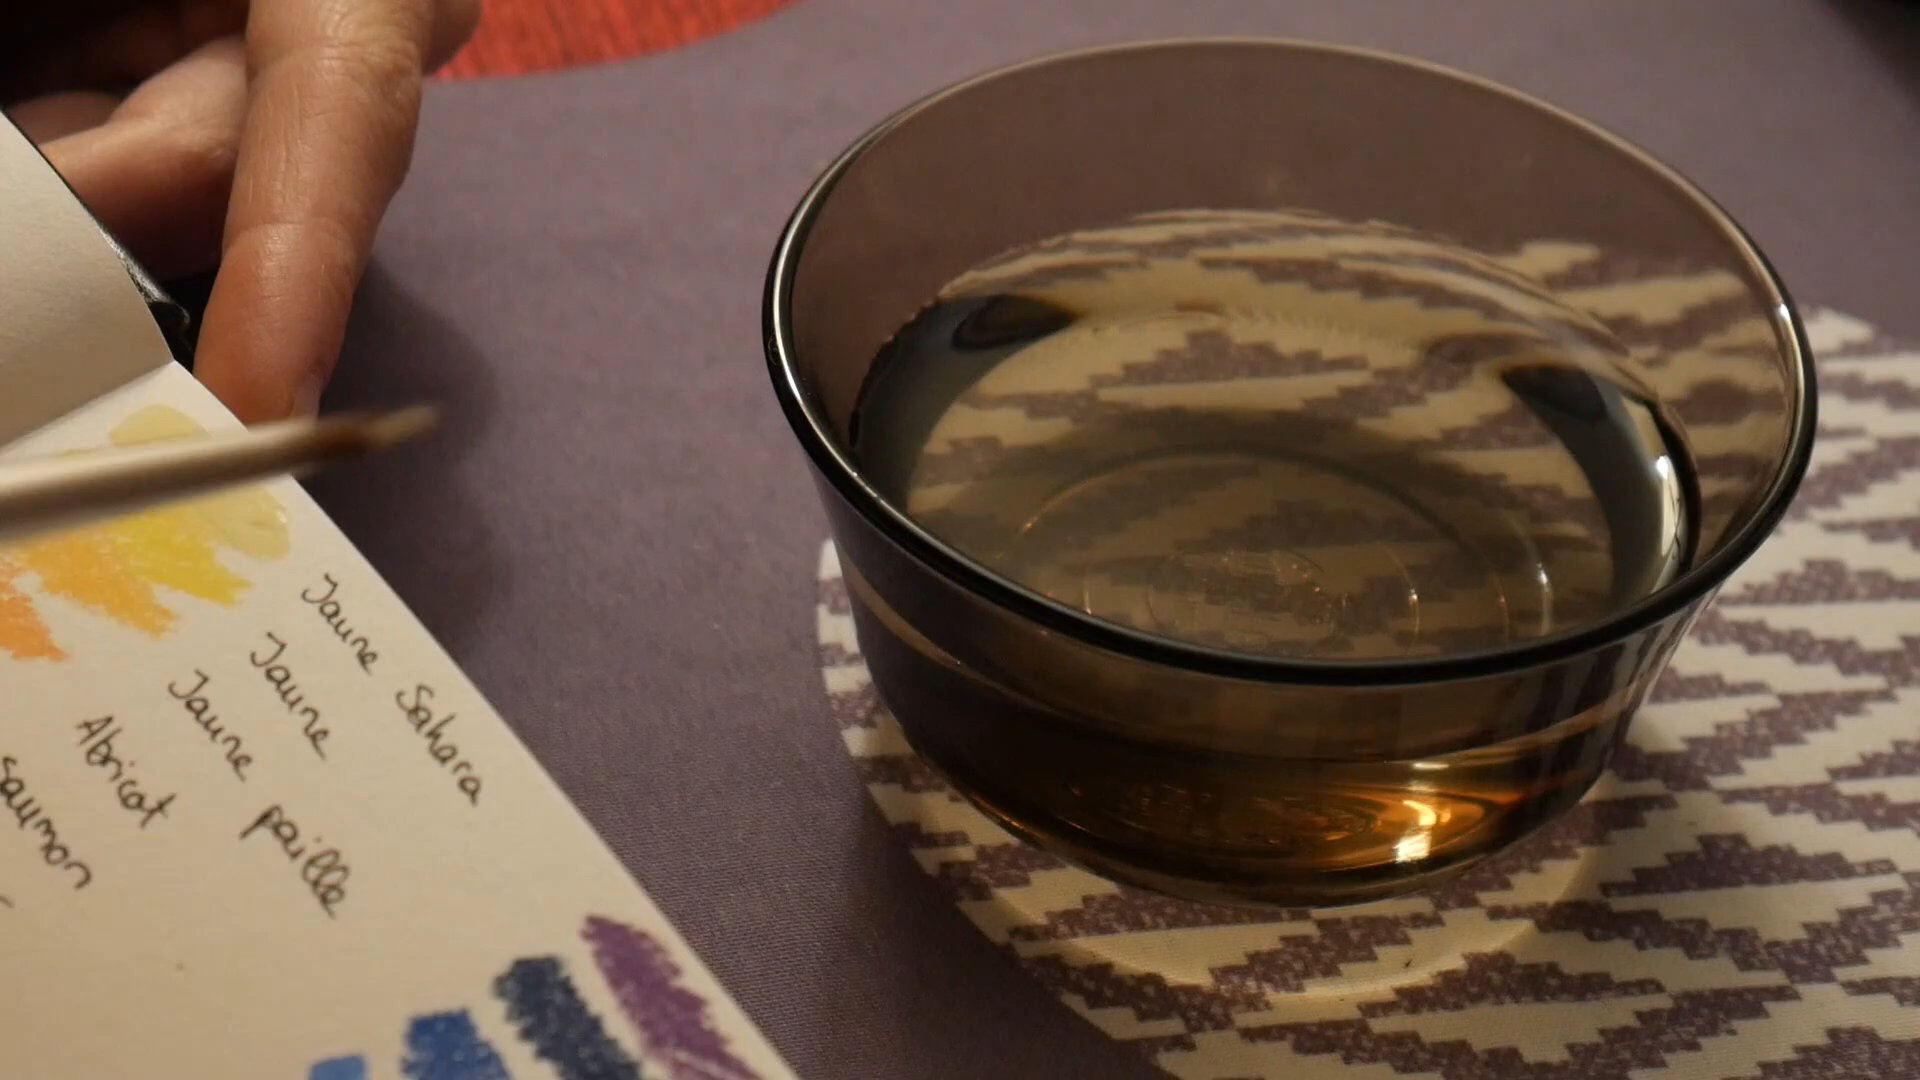 Jaune Sahara
Jaune
Jaune paille
Abricot
saumon